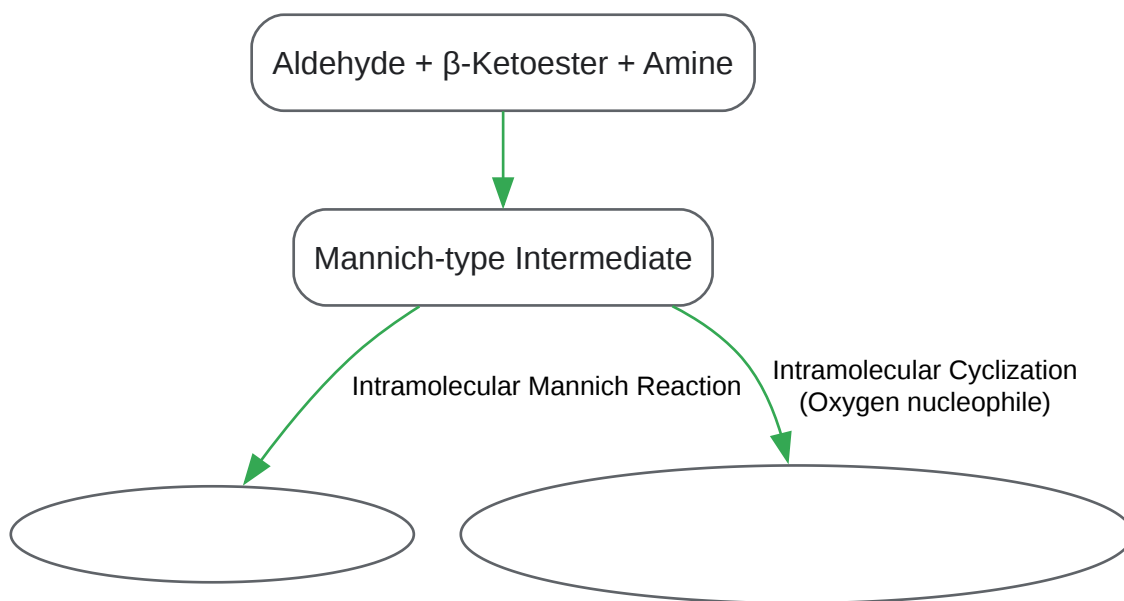 Aldehyde + β-Ketoester + Amine
Mannich-type Intermediate
Intramolecular Mannich Reaction
Intramolecular Cyclization
(Oxygen nucleophile)